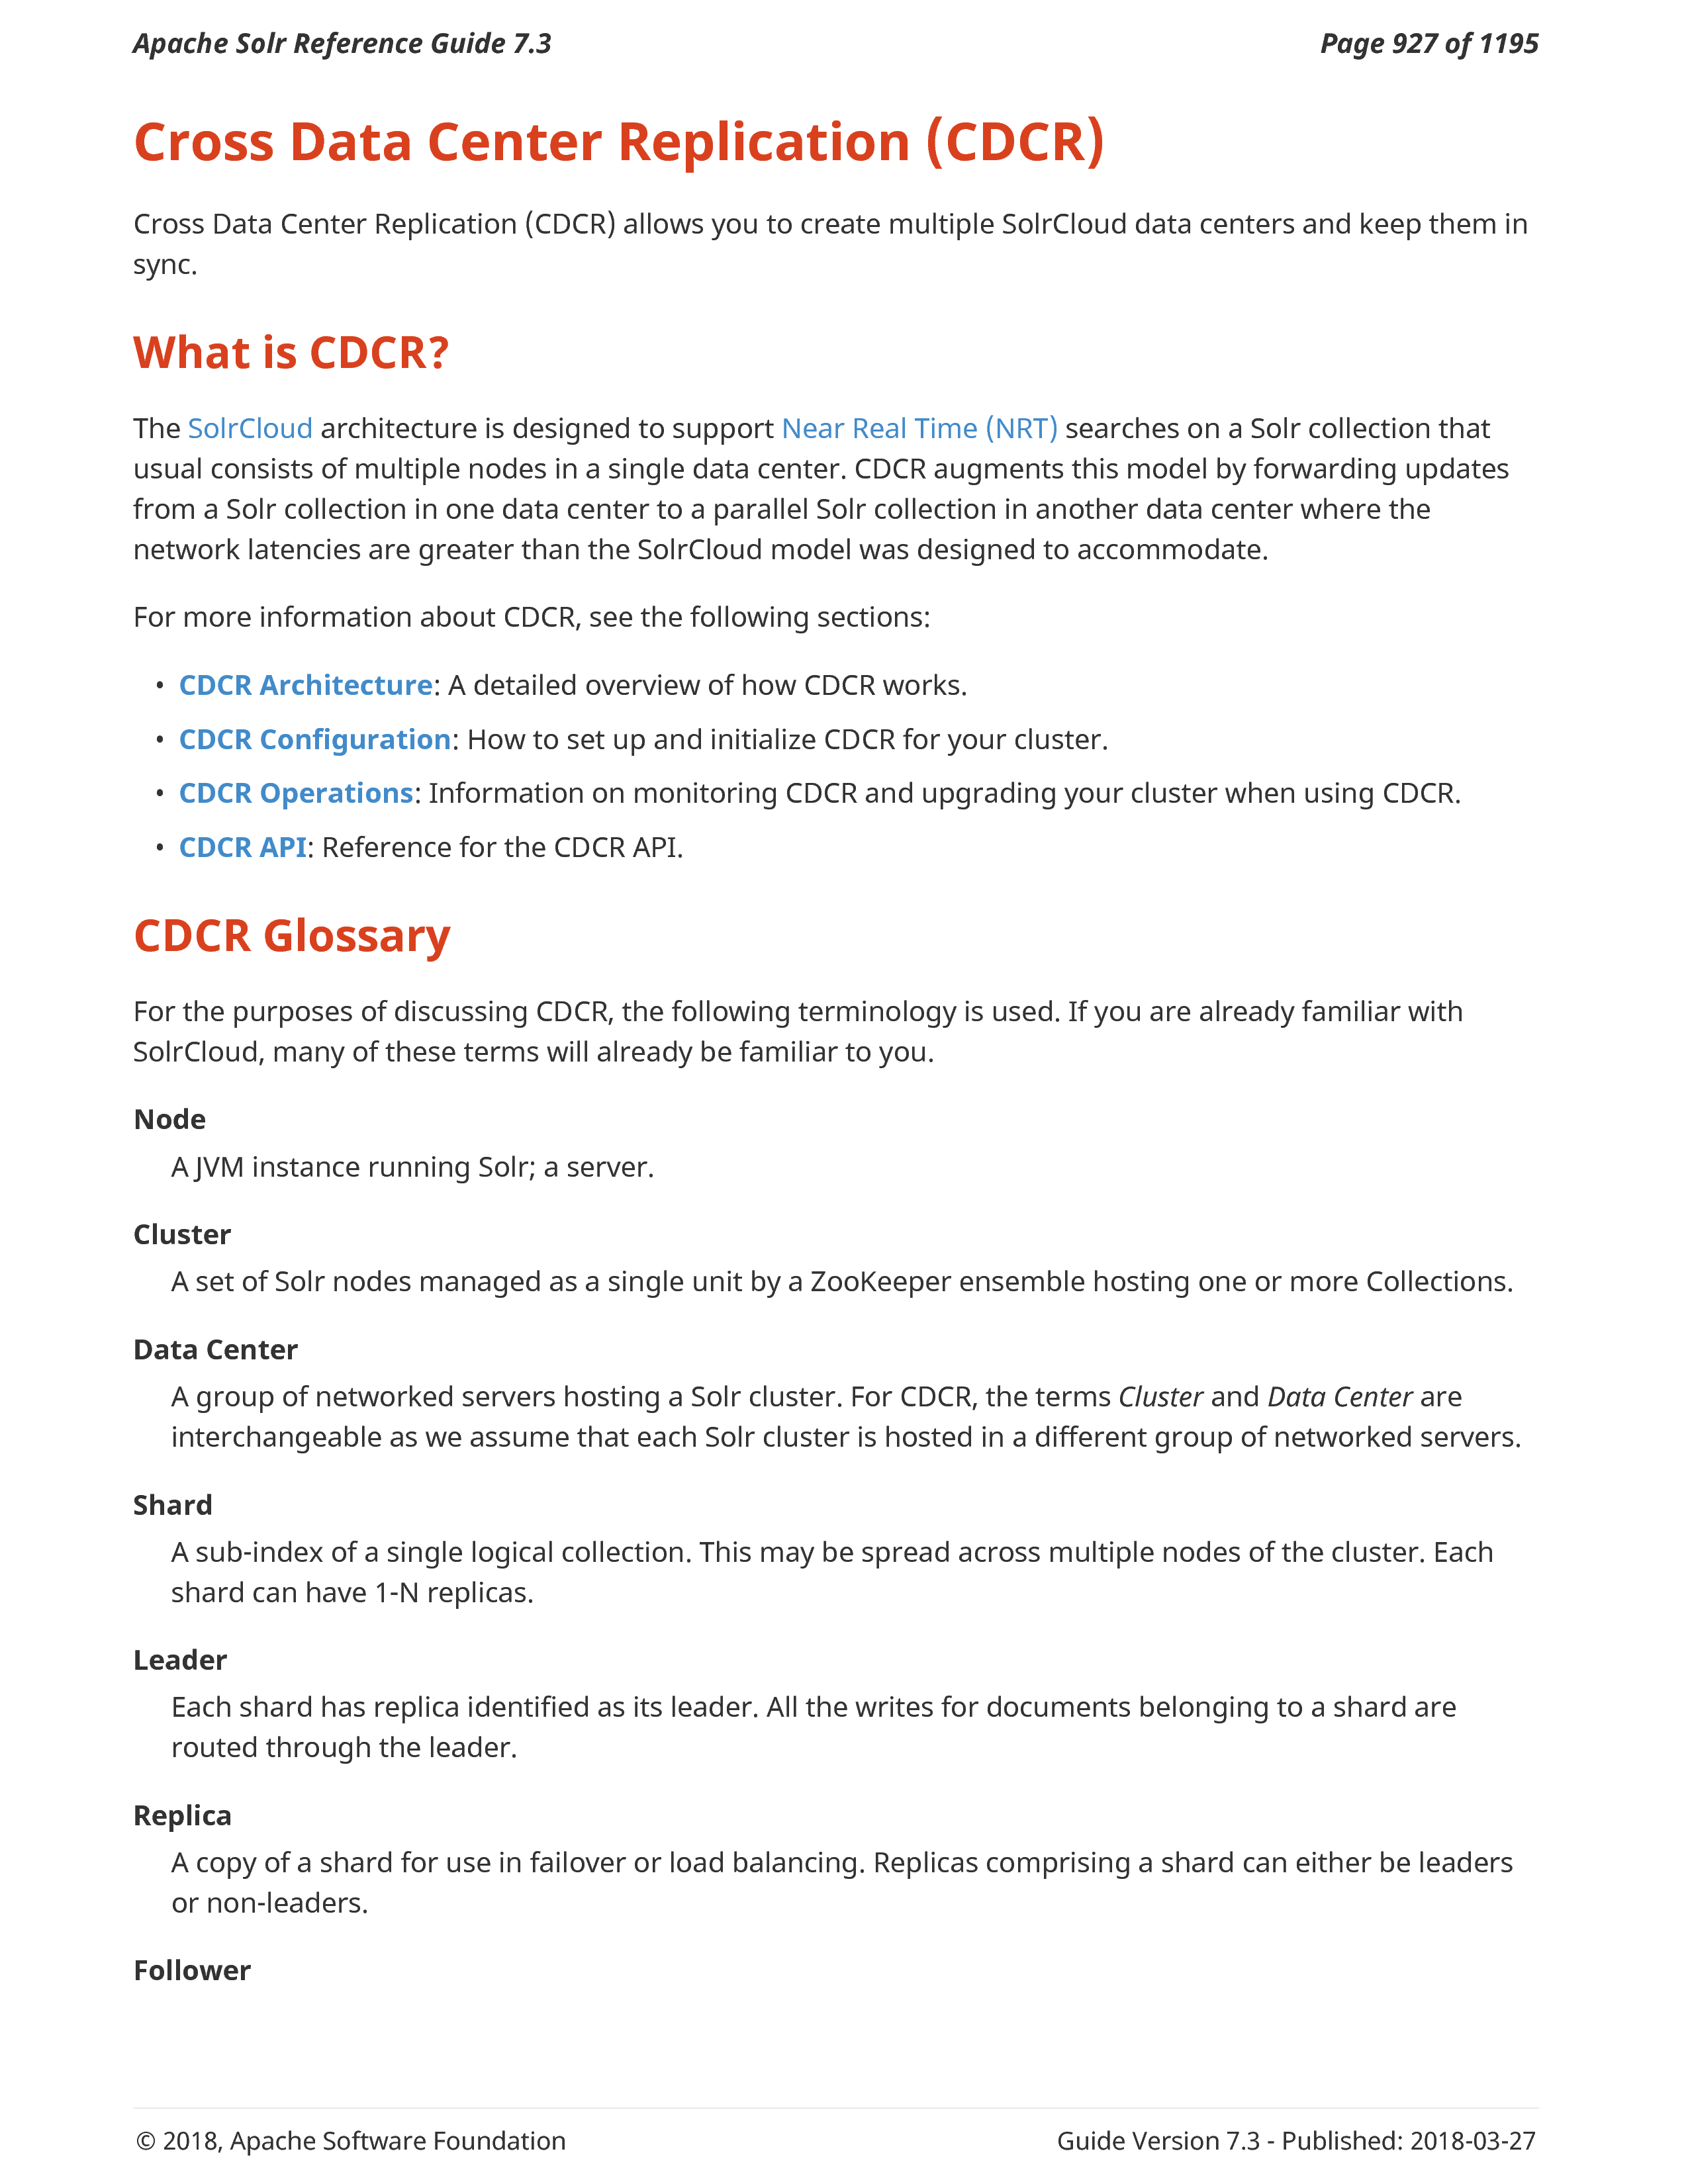 Apache Solr Reference Guide 7.3
Page 927 of 1195
Cross Data Center Replication (CDCR)
Cross Data Center Replication (CDCR) allows you to create multiple SolrCloud data centers and keep them in
sync.
What is CDCR?
The SolrCloud architecture is designed to support Near Real Time (NRT) searches on a Solr collection that
usual consists of multiple nodes in a single data center. CDCR augments this model by forwarding updates
from a Solr collection in one data center to a parallel Solr collection in another data center where the
network latencies are greater than the SolrCloud model was designed to accommodate.
For more information about CDCR, see the following sections:
• CDCR Architecture: A detailed overview of how CDCR works.
• CDCR Configuration: How to set up and initialize CDCR for your cluster.
• CDCR Operations: Information on monitoring CDCR and upgrading your cluster when using CDCR.
• CDCR API: Reference for the CDCR API.
CDCR Glossary
For the purposes of discussing CDCR, the following terminology is used. If you are already familiar with
SolrCloud, many of these terms will already be familiar to you.
Node
A JVM instance running Solr; a server.
Cluster
A set of Solr nodes managed as a single unit by a ZooKeeper ensemble hosting one or more Collections.
Data Center
A group of networked servers hosting a Solr cluster. For CDCR, the terms Cluster and Data Center are
interchangeable as we assume that each Solr cluster is hosted in a different group of networked servers.
Shard
A sub-index of a single logical collection. This may be spread across multiple nodes of the cluster. Each
shard can have 1-N replicas.
Leader
Each shard has replica identified as its leader. All the writes for documents belonging to a shard are
routed through the leader.
Replica
A copy of a shard for use in failover or load balancing. Replicas comprising a shard can either be leaders
or non-leaders.
Follower
© 2018, Apache Software Foundation
Guide Version 7.3 - Published: 2018-03-27